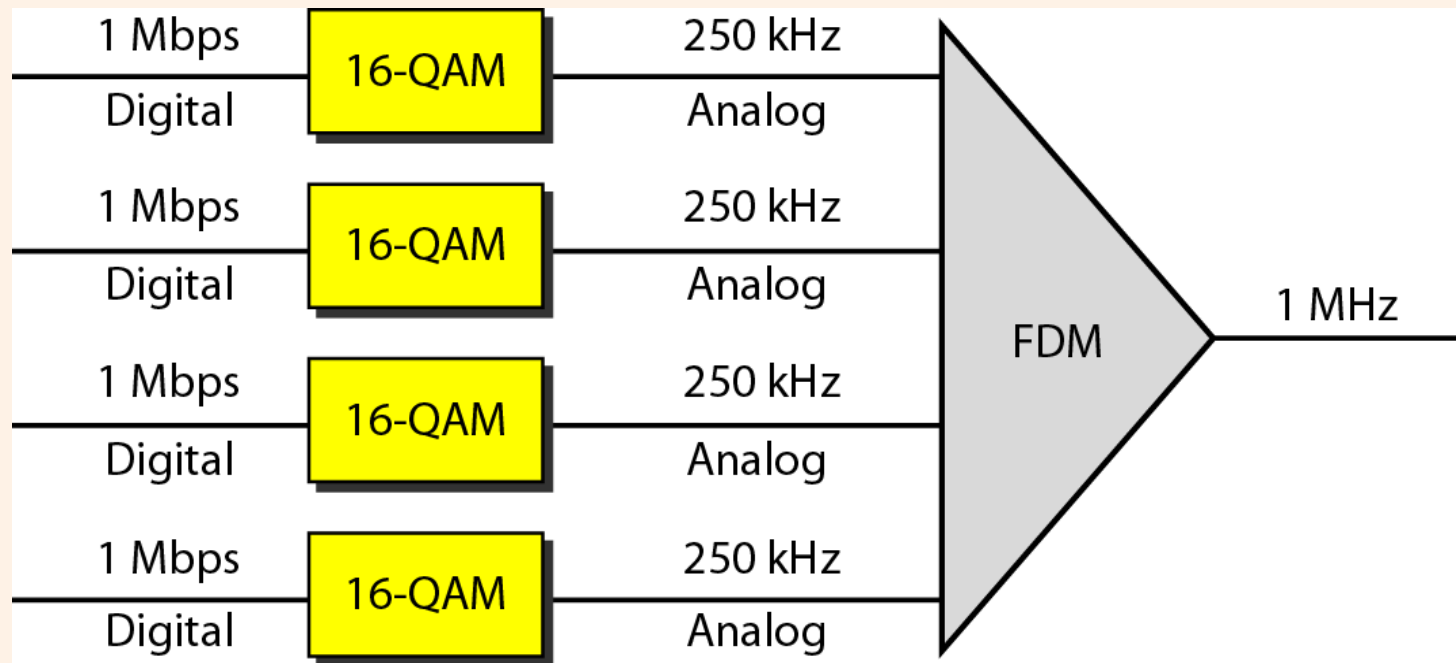 1 Mbps
Digital
16-QAM
250 kHz
Analog
1 Mbps
Digital
16-QAM
250 kHz
Analog
1 Mbps
Digital
16-QAM
250 kHz
Analog
1 Mbps
Digital
16-QAM
250 kHz
Analog
FDM
1 MHz